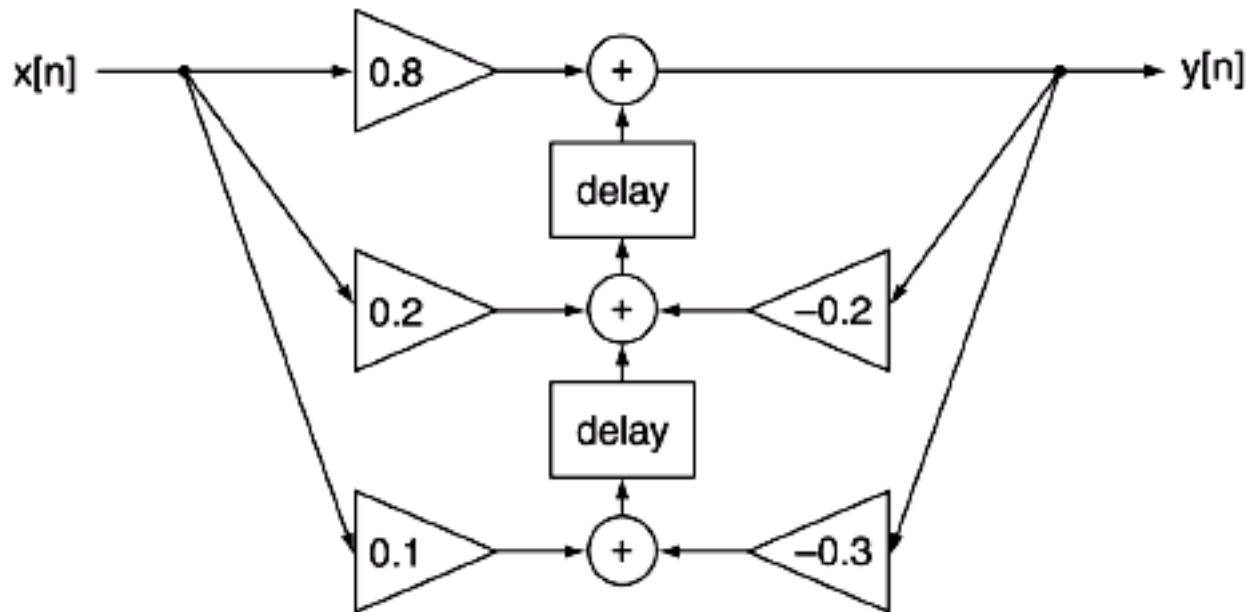 x[n] 0.8 + y[n]
delay
0.2 + –0.2
delay
0.1 + –0.3